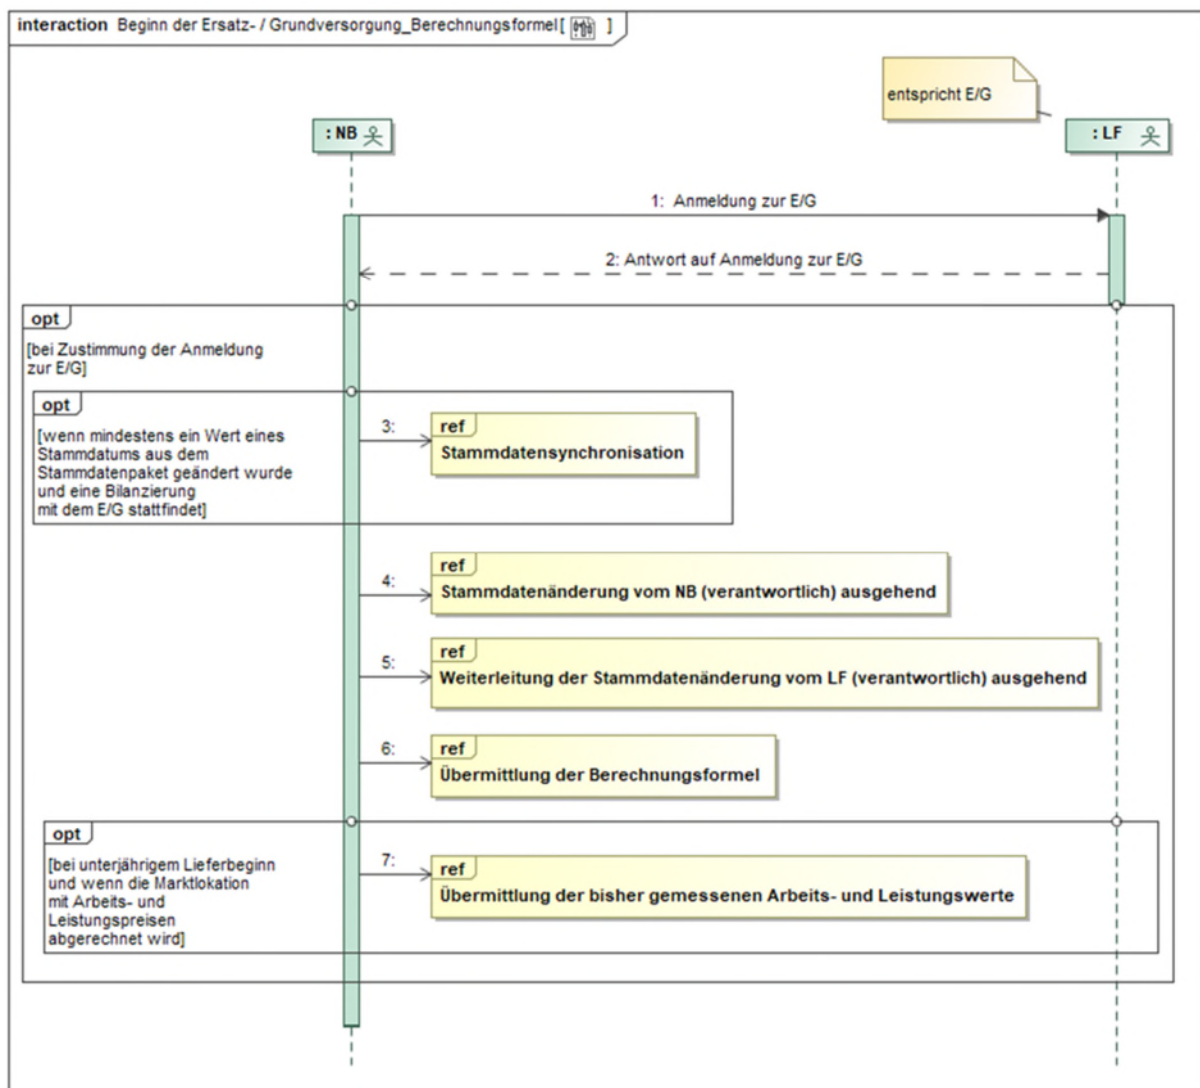 interaction Beginn der Ersatz- / Grundversorgung_Berechnungsformel[ ]
entspricht E/G
: NB
: LF
1: Anmeldung zur E/G
2: Antwort auf Anmeldung zur E/G
opt
[bei Zustimmung der Anmeldung
zur E/G]
opt
[wenn mindestens ein Wert eines
Stammdatums aus dem
Stammdatenpaket geändert wurde
und eine Bilanzierung
mit dem E/G stattfindet]
3:
ref
Stammdatensynchronisation
4:
ref
Stammdatenänderung vom NB (verantwortlich) ausgehend
5:
ref
Weiterleitung der Stammdatenänderung vom LF (verantwortlich) ausgehend
6:
ref
Übermittlung der Berechnungsformel
opt
[bei unterjährigem Lieferbeginn
und wenn die Marktlokation
mit Arbeits- und
Leistungspreisen
abgerechnet wird]
7:
ref
Übermittlung der bisher gemessenen Arbeits- und Leistungswerte